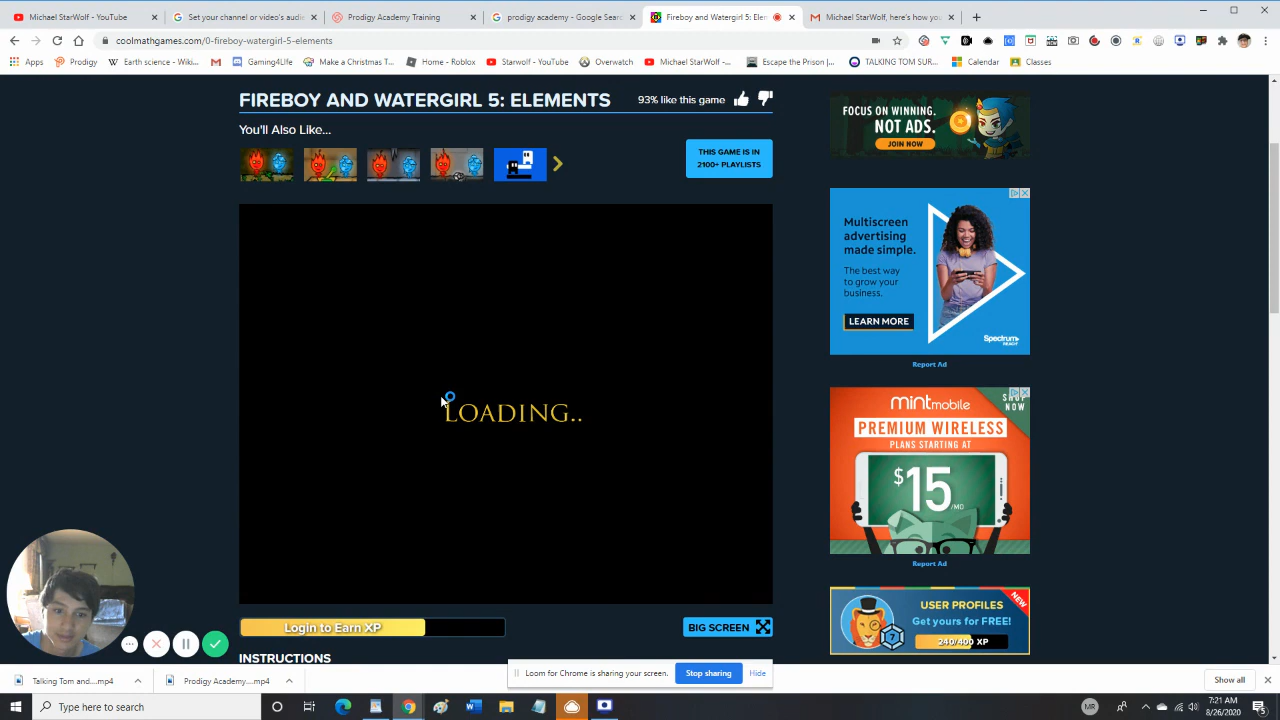 Michael StarWolf - YouTube
Set your channel or video's audie
Prodigy Academy Training
prodigy academy - Google Searc
Fireboy and Watergirl 5: Elem
Michael StarWolf, here's how you
coolmathgames.com/0-fireboy-watergirl-5-elements
Apps
Prodigy
Earth science - Wiki...
Gaming4LIfe
Make a Christmas T...
Home - Roblox
Starwolf - YouTube
Overwatch
Michael StarWolf -...
Escape the Prison |...
TALKING TOM SUR...
Calendar
Classes
FIREBOY AND WATERGIRL 5: ELEMENTS
93% like this game
You'll Also Like...
THIS GAME IS IN
2100+ PLAYLISTS
FOCUS ON WINNING.
NOT ADS.
JOIN NOW
Multiscreen
advertising
made simple.
The best way
to grow your
business.
LEARN MORE
Spectrum
REACH
Report Ad
LOADING..
mintmobile
SHOP
NOW
PREMIUM WIRELESS
PLANS STARTING AT
$15
/MO
Report Ad
Login to Earn XP
BIG SCREEN
USER PROFILES
NEW
Get yours for FREE!
7
240/400 XP
INSTRUCTIONS
Loom for Chrome is sharing your screen.
Stop sharing
Hide
Talking Tom and....mp4
Prodigy Academy....mp4
Show all
Type here to search
MR
7:21 AM
8/26/2020
5